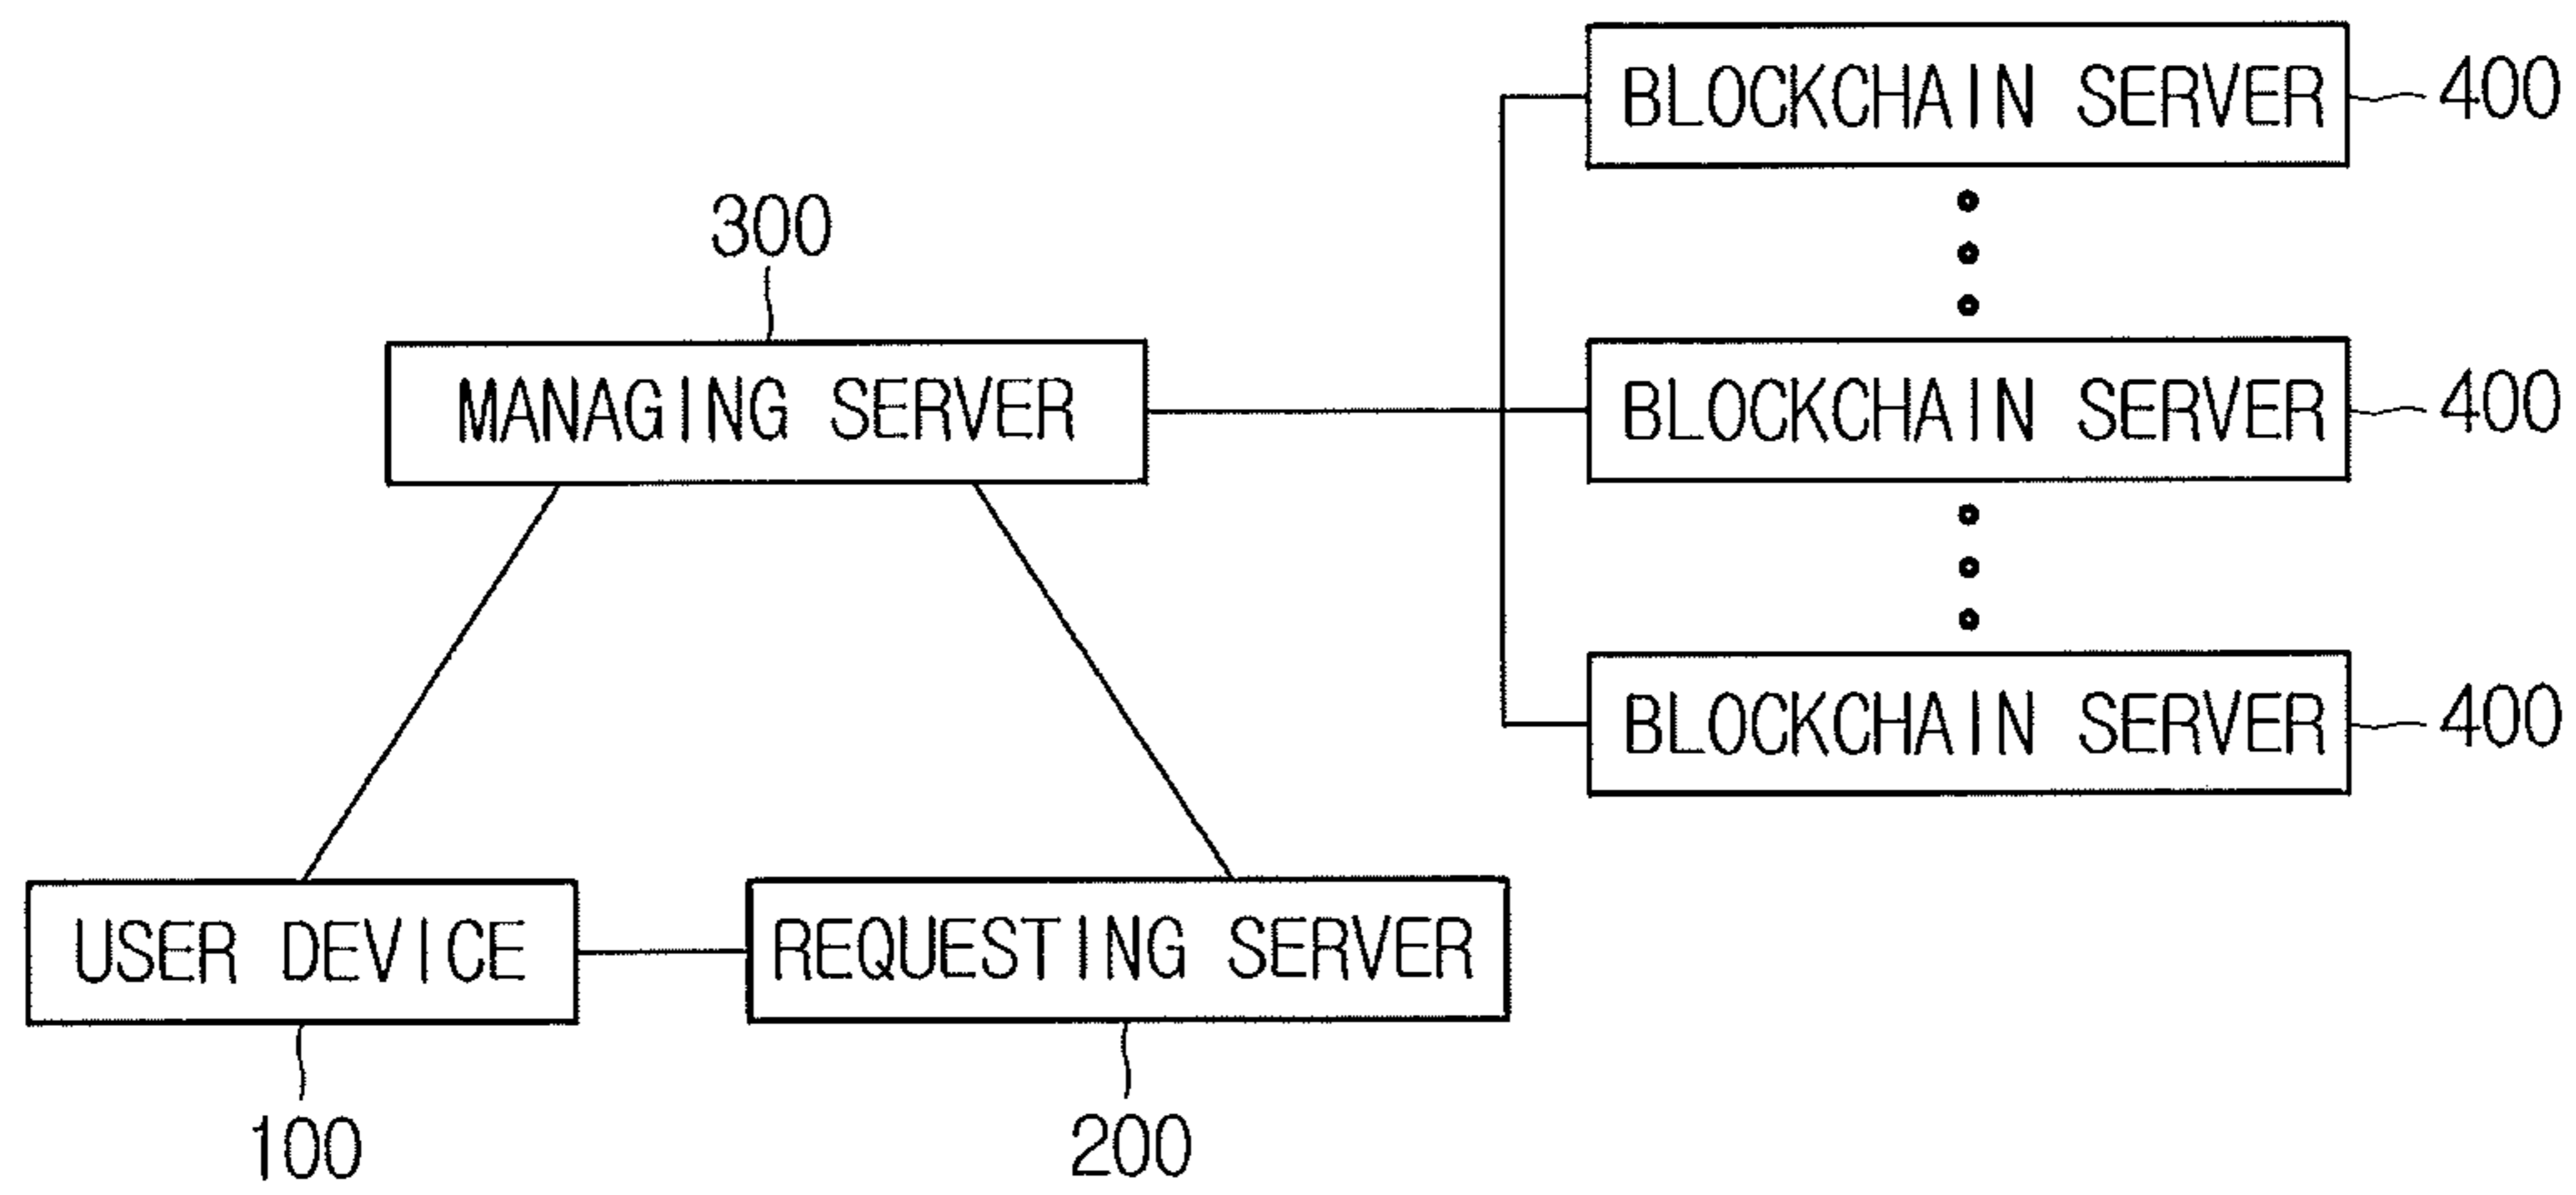 BLOCKCHAIN SERVER 400
300
MANAGING SERVER
BLOCKCHAIN SERVER 400
BLOCKCHAIN SERVER 400
USER DEVICE
REQUESTING SERVER
100
200